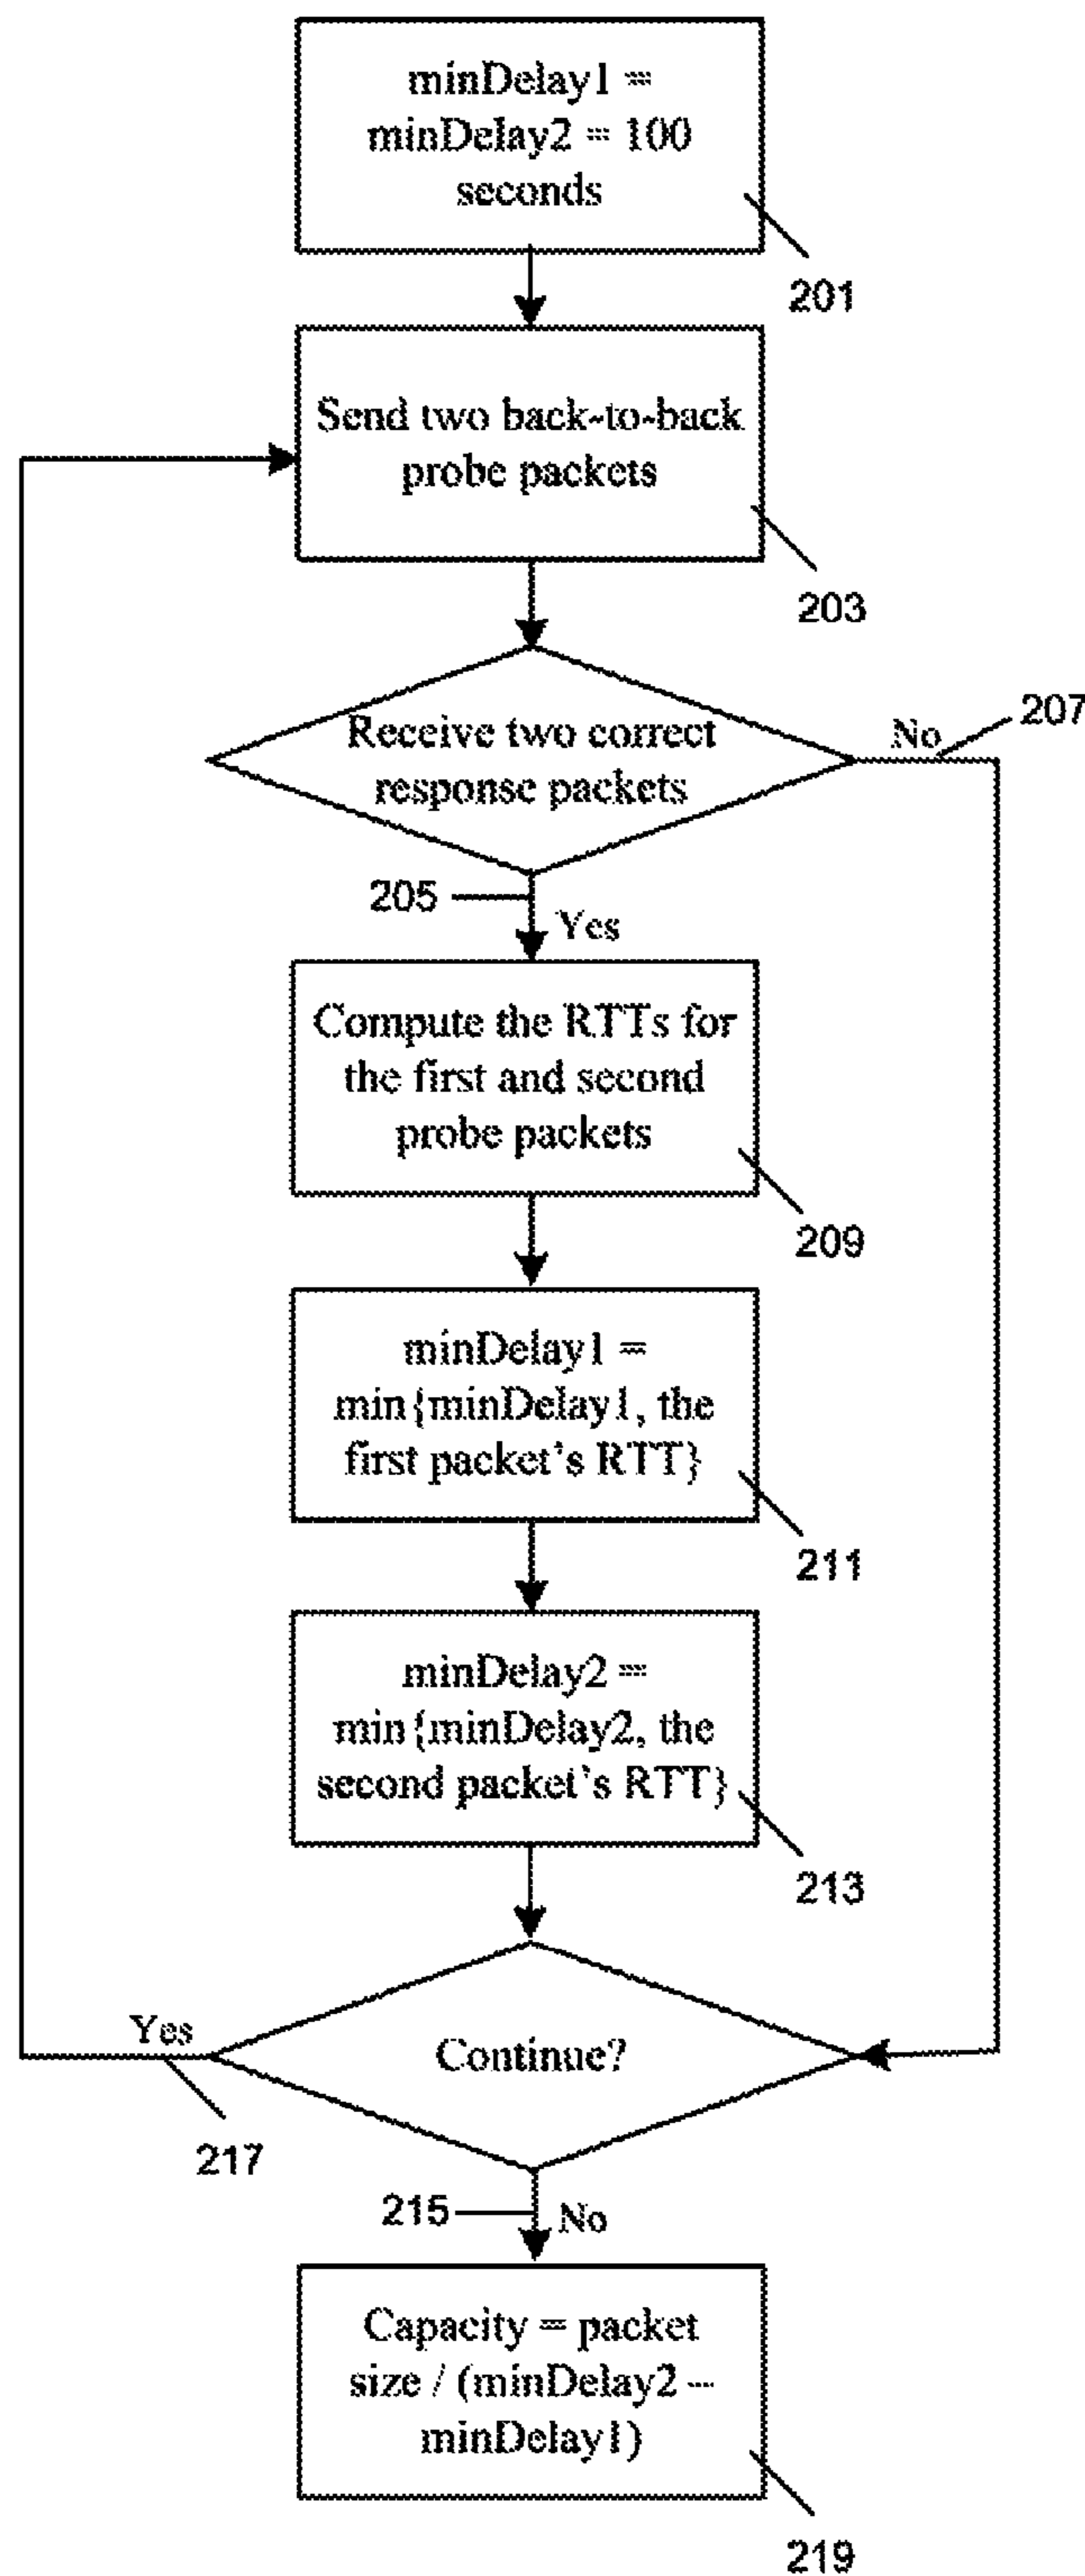 minDelay1 =
minDelay2 = 100
seconds
201
Send two back-to-back
probe packets
203
Receive two correct
response packets
No
207
205
Yes
Compute the RTTs for
the first and second
probe packets
209
minDelay1 =
min{minDelay1, the
first packet's RTT}
211
minDelay2 =
min{minDelay2, the
second packet's RTT}
213
Continue?
Yes
217
215
No
Capacity = packet
size / (minDelay2 –
minDelay1)
219